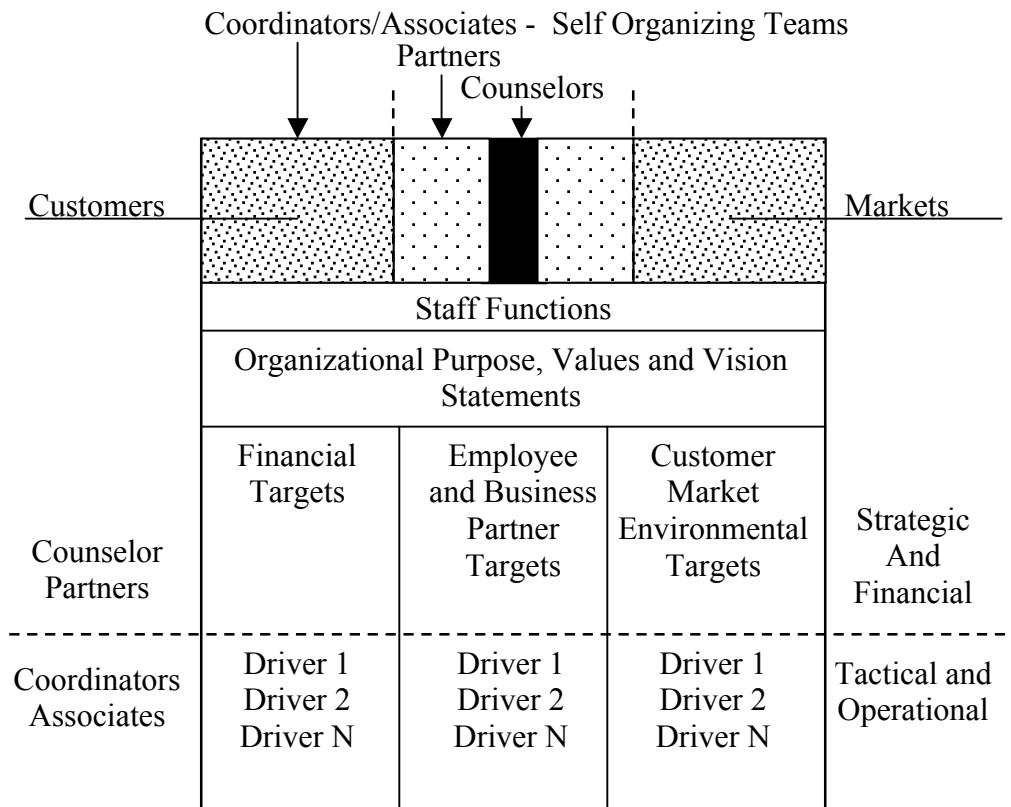 Coordinators/Associates - Self Organizing Teams
Partners
Counselors
Customers
Markets
Staff Functions
Organizational Purpose, Values and Vision
Statements
Financial
Targets
Employee
and Business
Partner
Targets
Customer
Market
Environmental
Targets
Counselor
Partners
Strategic
And
Financial
Coordinators
Associates
Driver 1
Driver 2
Driver N
Driver 1
Driver 2
Driver N
Driver 1
Driver 2
Driver N
Tactical and
Operational